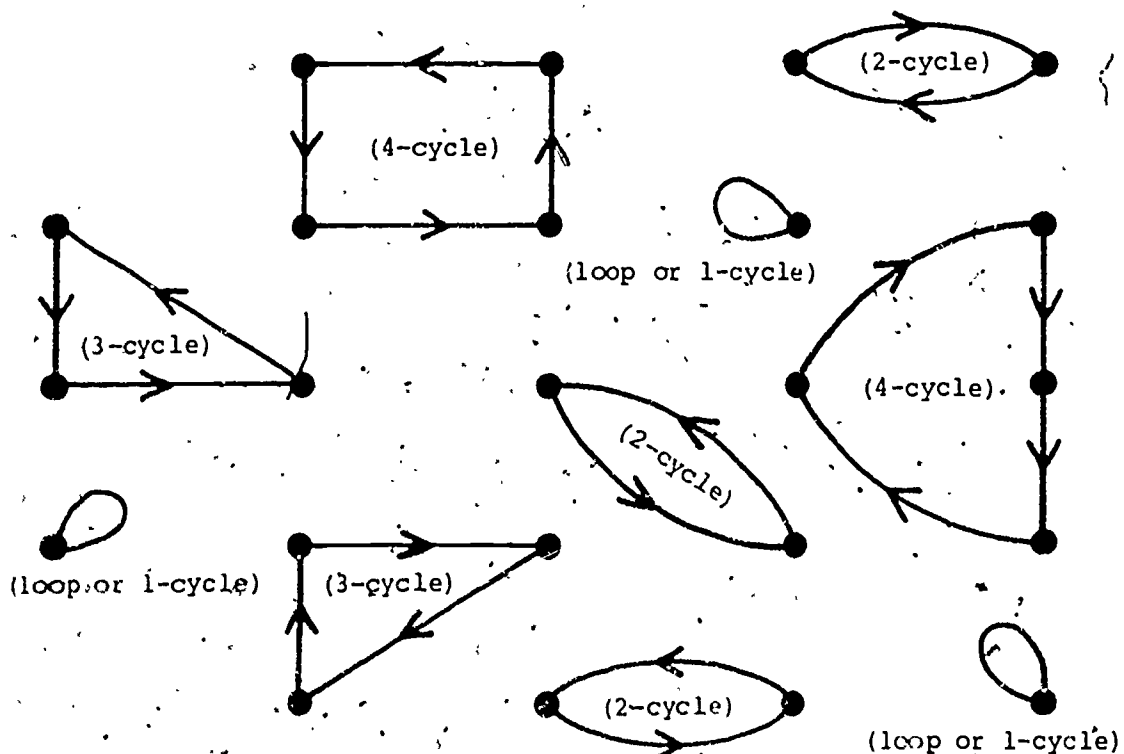 (2-cycle)
(4-cycle)
(loop or 1-cycle)
(3-cycle)
(4-cycle)
(2-cycle)
(loop or 1-cycle)
(3-cycle)
(2-cycle)
(loop or 1-cycle)